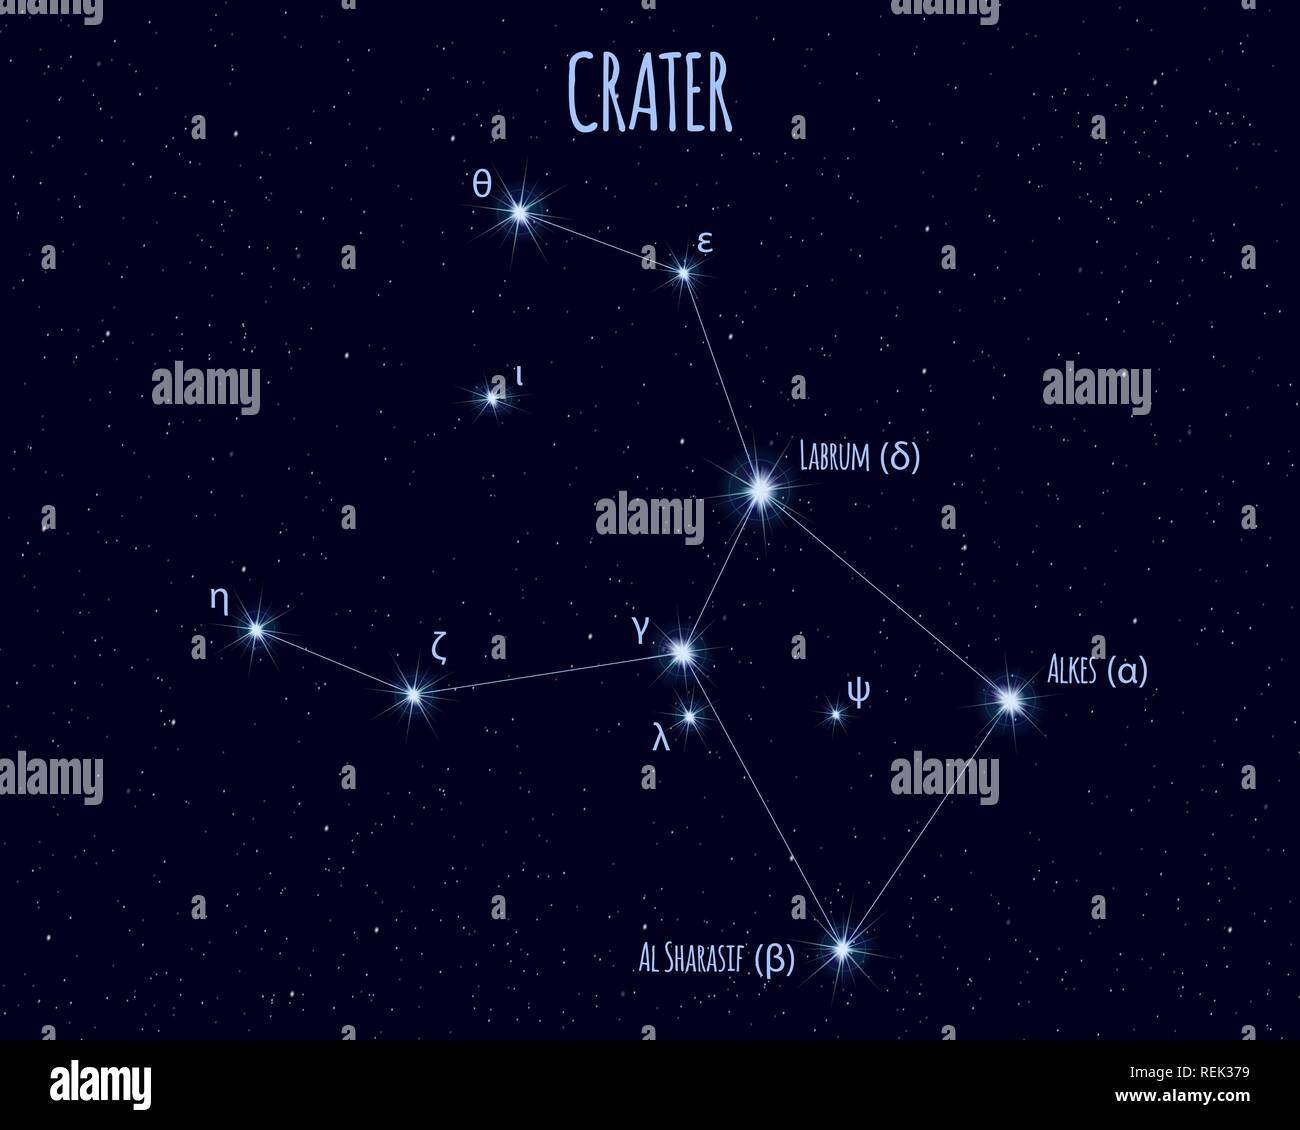 CRATER
θ
ε
ι
LABRUM (δ)
η
ζ
γ
ALKES (α)
ψ
λ
AL SHARASIF (β)
alamy
alamy
alamy
alamy
alamy
a
alamy
Image ID: REK379
www.alamy.com